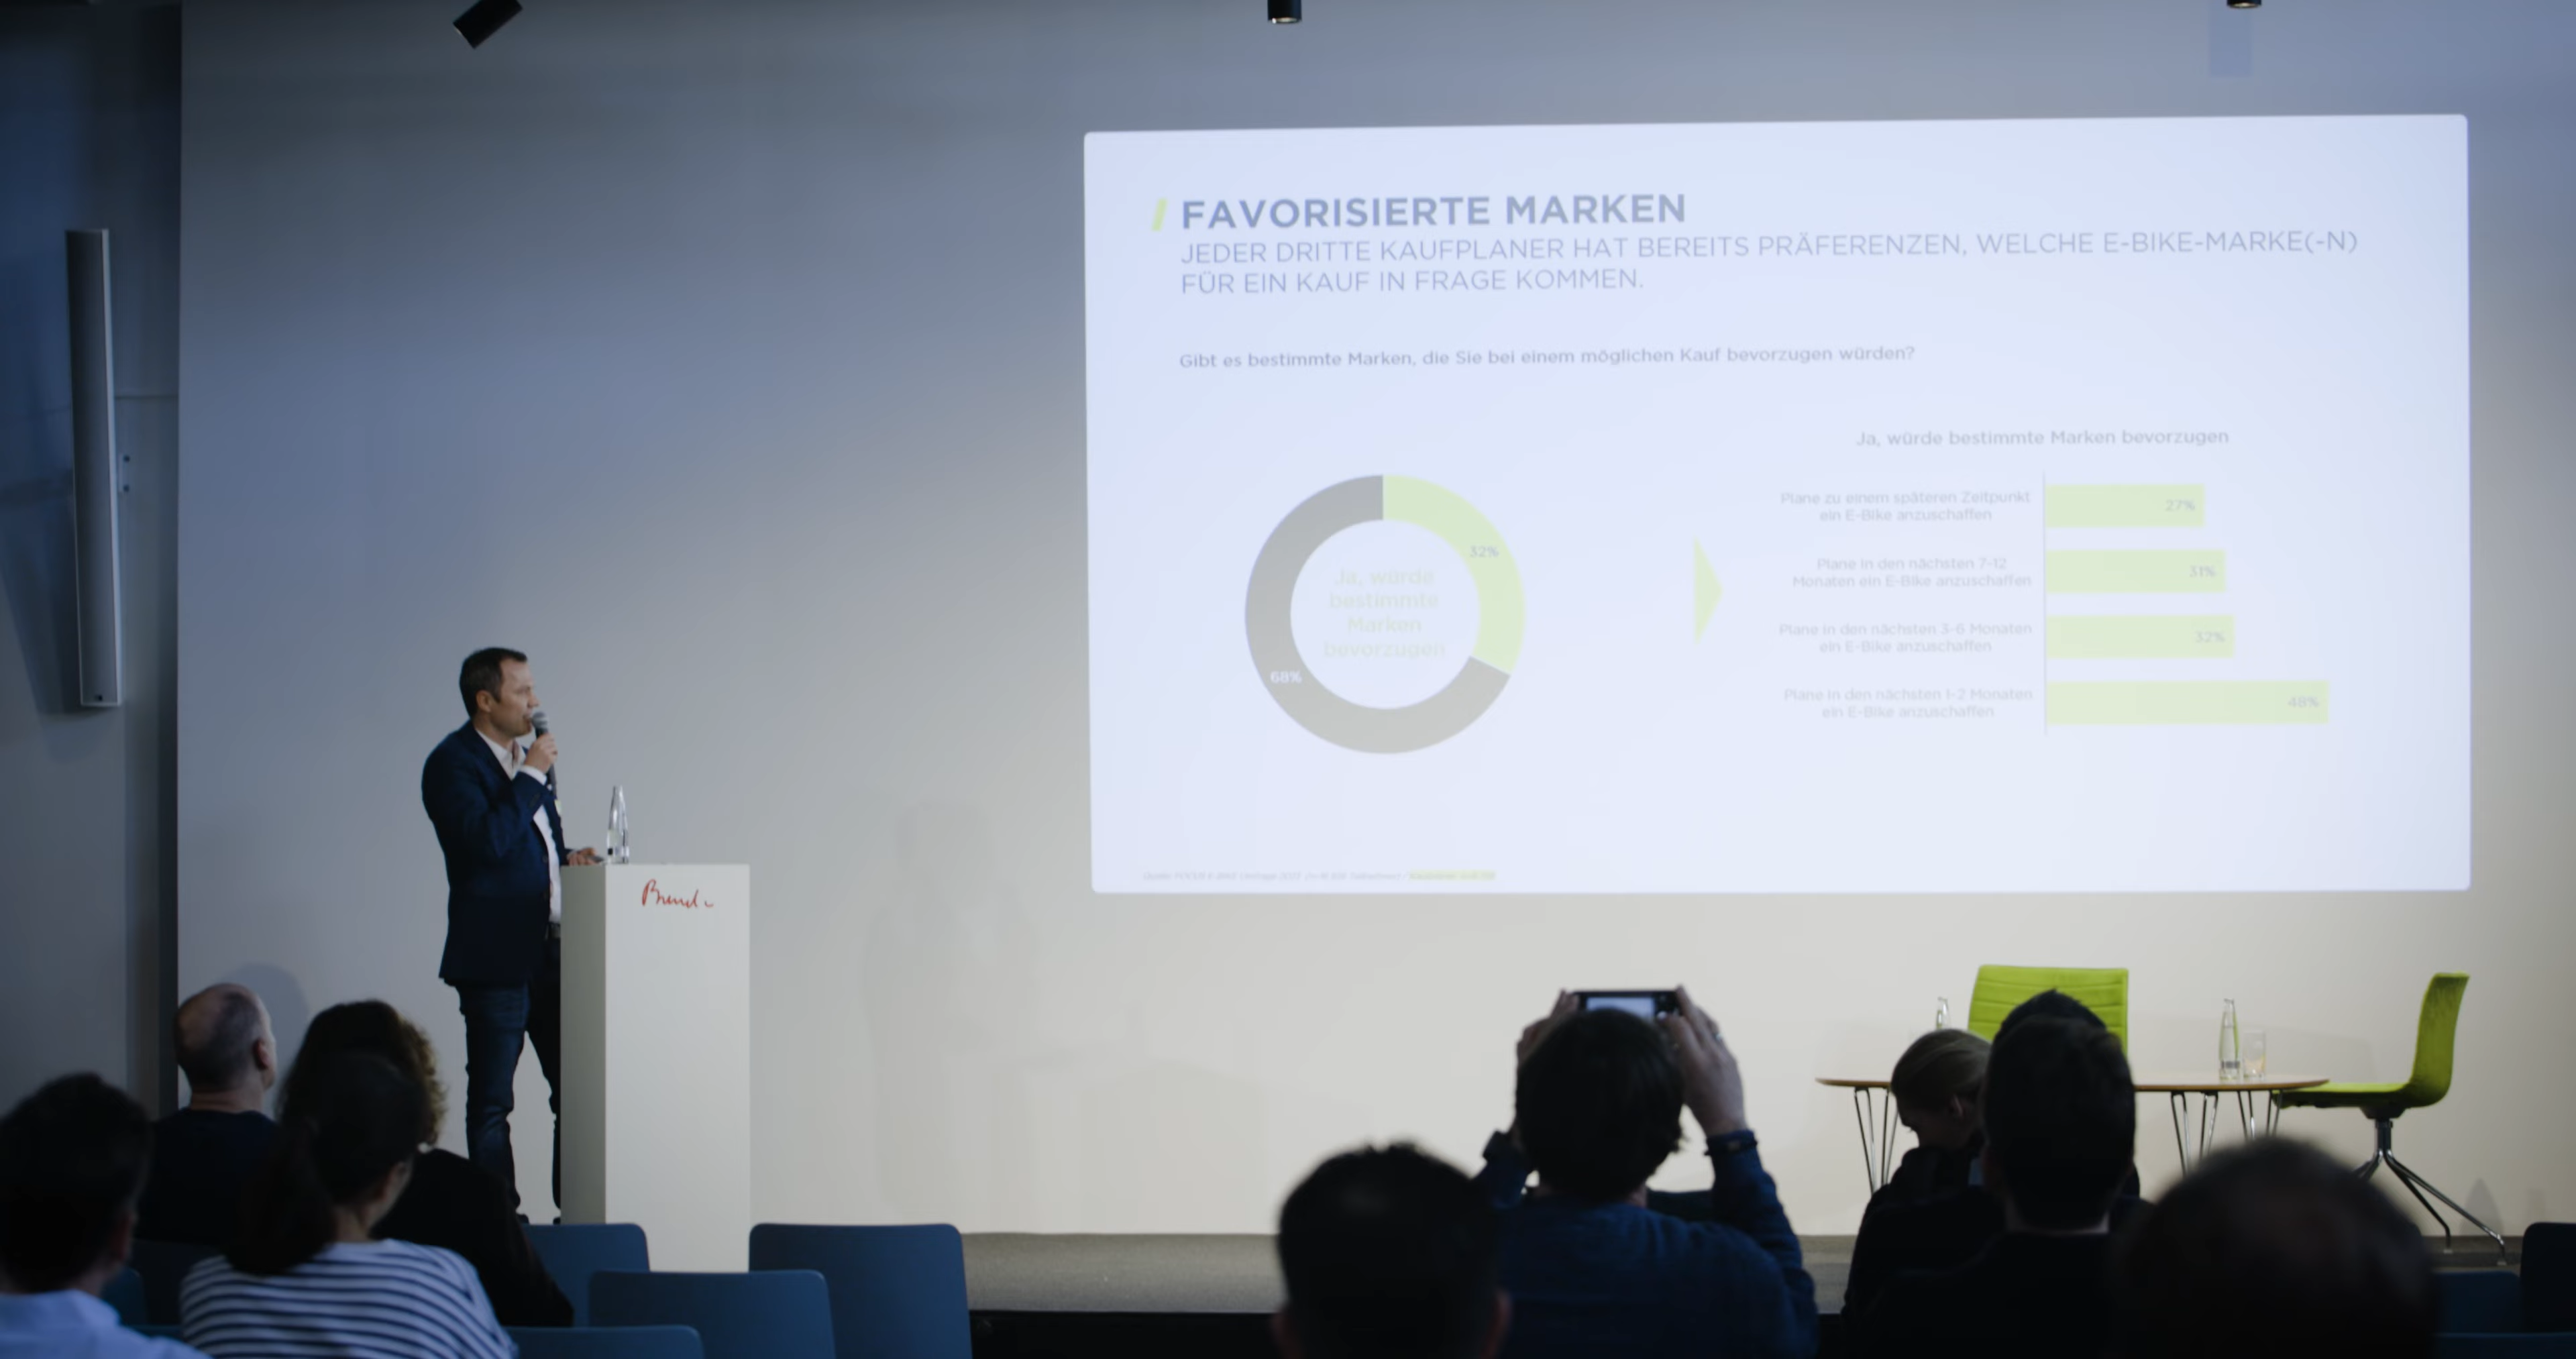 FAVORISIERTE MARKEN
JEDER DRITTE KAUFPLANER HAT BEREITS PRÄFERENZEN, WELCHE E-BIKE-MARKE(-N)
FÜR EIN KAUF IN FRAGE KOMMEN.
Gibt es bestimmte Marken, die Sie bei einem möglichen Kauf bevorzugen würden?
32%
Ja, würde
bestimmte
Marken
bevorzugen
68%
Ja, würde bestimmte Marken bevorzugen
Plane zu einem späteren Zeitpunkt
ein E-Bike anzuschaffen
27%
Plane in den nächsten 7-12
Monaten ein E-Bike anzuschaffen
31%
Plane in den nächsten 3-6 Monaten
ein E-Bike anzuschaffen
32%
Plane in den nächsten 1-2 Monaten
ein E-Bike anzuschaffen
48%